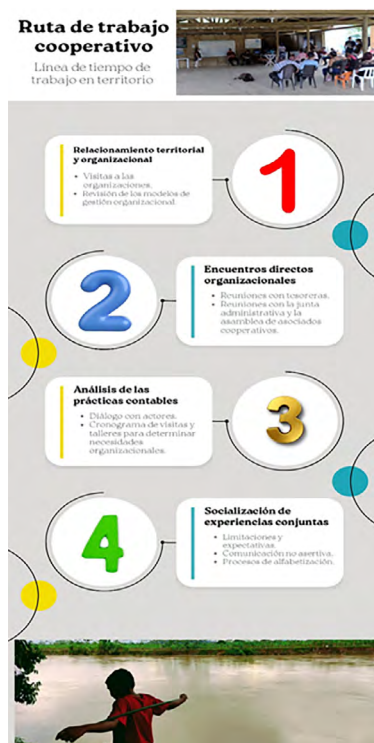 Ruta de trabajo
cooperativo
Línea de tiempo de
trabajo en territorio
Relacionamiento territorial
y organizacional
• Visitas a las
organizaciones.
• Revisión de los modelos de
gestión organizacional.
1
2
Encuentros directos
organizacionales
• Reuniones con tesoreras.
• Reuniones con la junta
administrativa y la
asamblea de asociados
cooperativos.
Análisis de las
prácticas contables
• Diálogo con actores.
• Cronograma de visitas y
talleres para determinar
necesidades
organizacionales.
3
4
Socialización de
experiencias conjuntas
• Limitaciones y
expectativas.
• Comunicación no asertiva.
• Procesos de alfabetización.